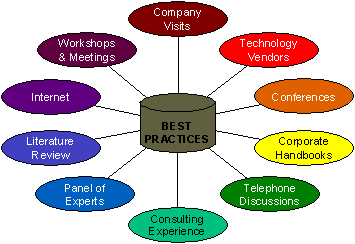 Company
Visits
Workshops
& Meetings
Technology
Vendors
Internet
Conferences
BEST
PRACTICES
Literature
Review
Corporate
Handbooks
Panel of
Experts
Telephone
Discussions
Consulting
Experience